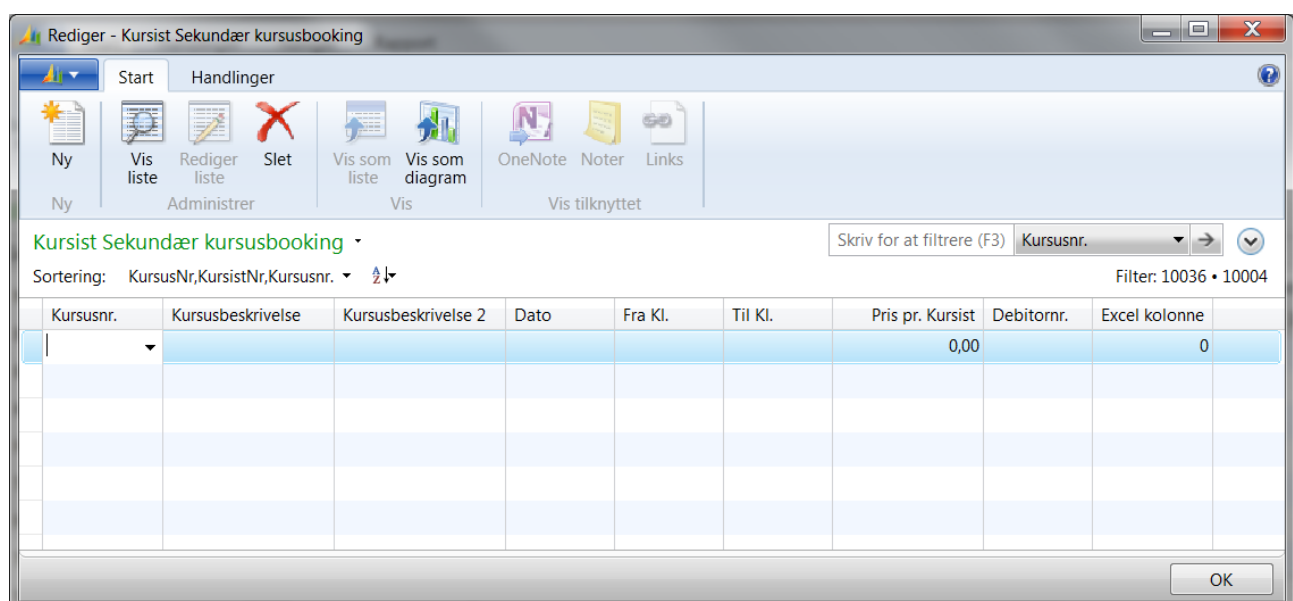 Rediger - Kursist Sekundær kursusbooking
Start Handlinger
Ny Vis liste Rediger liste Slet Vis som liste Vis som diagram OneNote Noter Links
Ny Administrer Vis Vis tilknyttet
Kursist Sekundær kursusbooking Skriv for at filtrere (F3) Kursusnr.
Sortering: KursusNr,KursistNr,Kursusnr. Filter: 10036 • 10004
Kursusnr. Kursusbeskrivelse Kursusbeskrivelse 2 Dato Fra Kl. Til Kl. Pris pr. Kursist Debitornr. Excel kolonne
0,00 0
OK